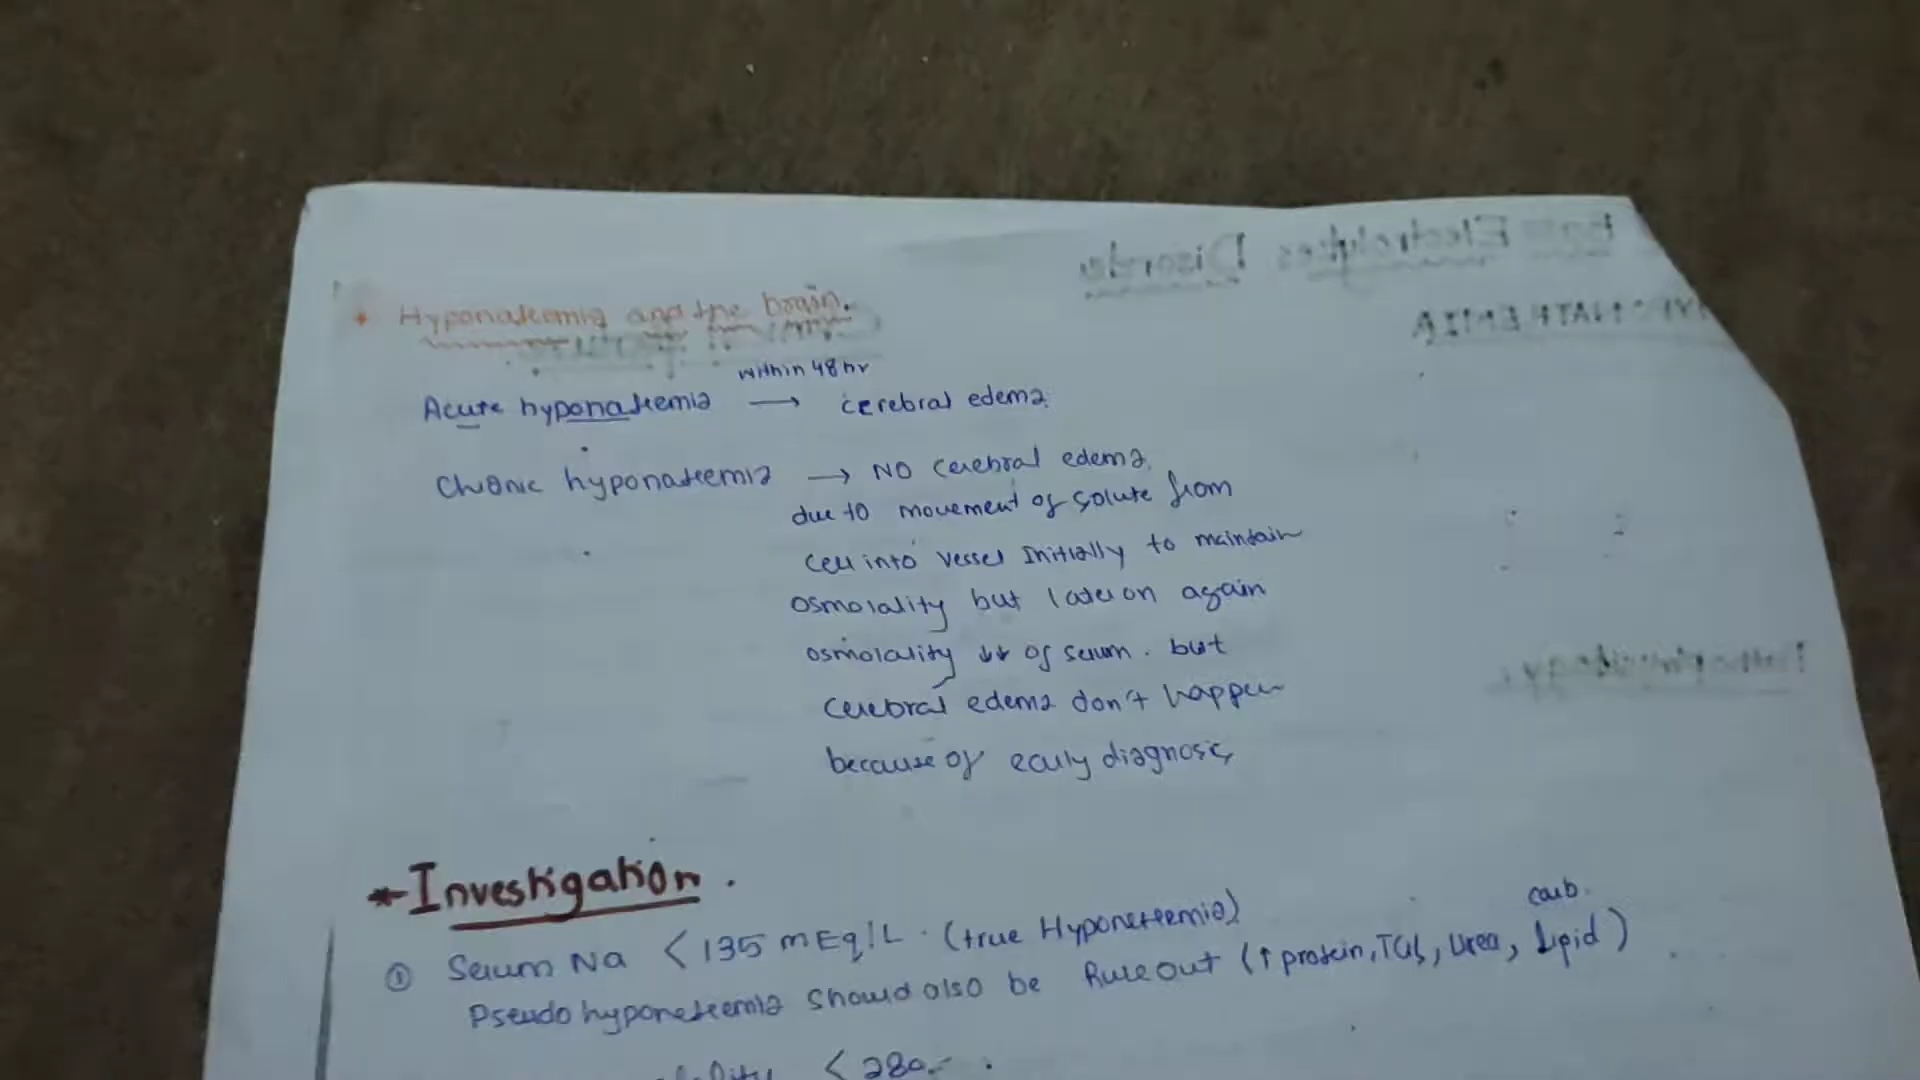 Hyponatremia and the brain.
within 48 hr
Acute hyponatremia → cerebral edema.
Chronic hyponatremia → NO cerebral edema.
due to movement of solute from
cell into vessel Initially to maintain
osmolality but later on again
osmolality ↓↓ of serum. but
cerebral edema don't happen
because of early diagnosis
*Investigation.
① Serum Na < 135 mEq/L. (true Hyponatremia)
carb.
Pseudo hyponatremia should also be Rule out (↑ protein, TGs, Urea, Lipid)
< 280